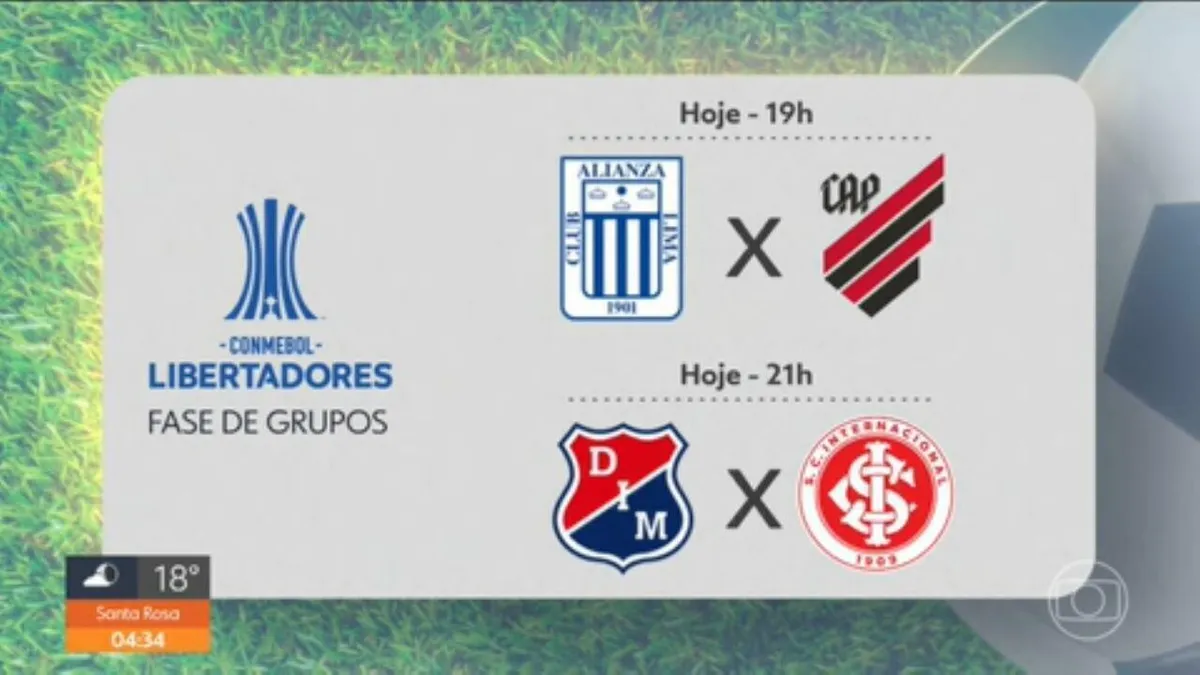 Hoje - 19h
ALIANZA
CLUB
LIMA
1901
X
CAP
-CONMEBOL-
LIBERTADORES
FASE DE GRUPOS
Hoje - 21h
D
I
M
X
S.C. INTERNACIONAL
SCI
1909
18°
Santa Rosa
04:34